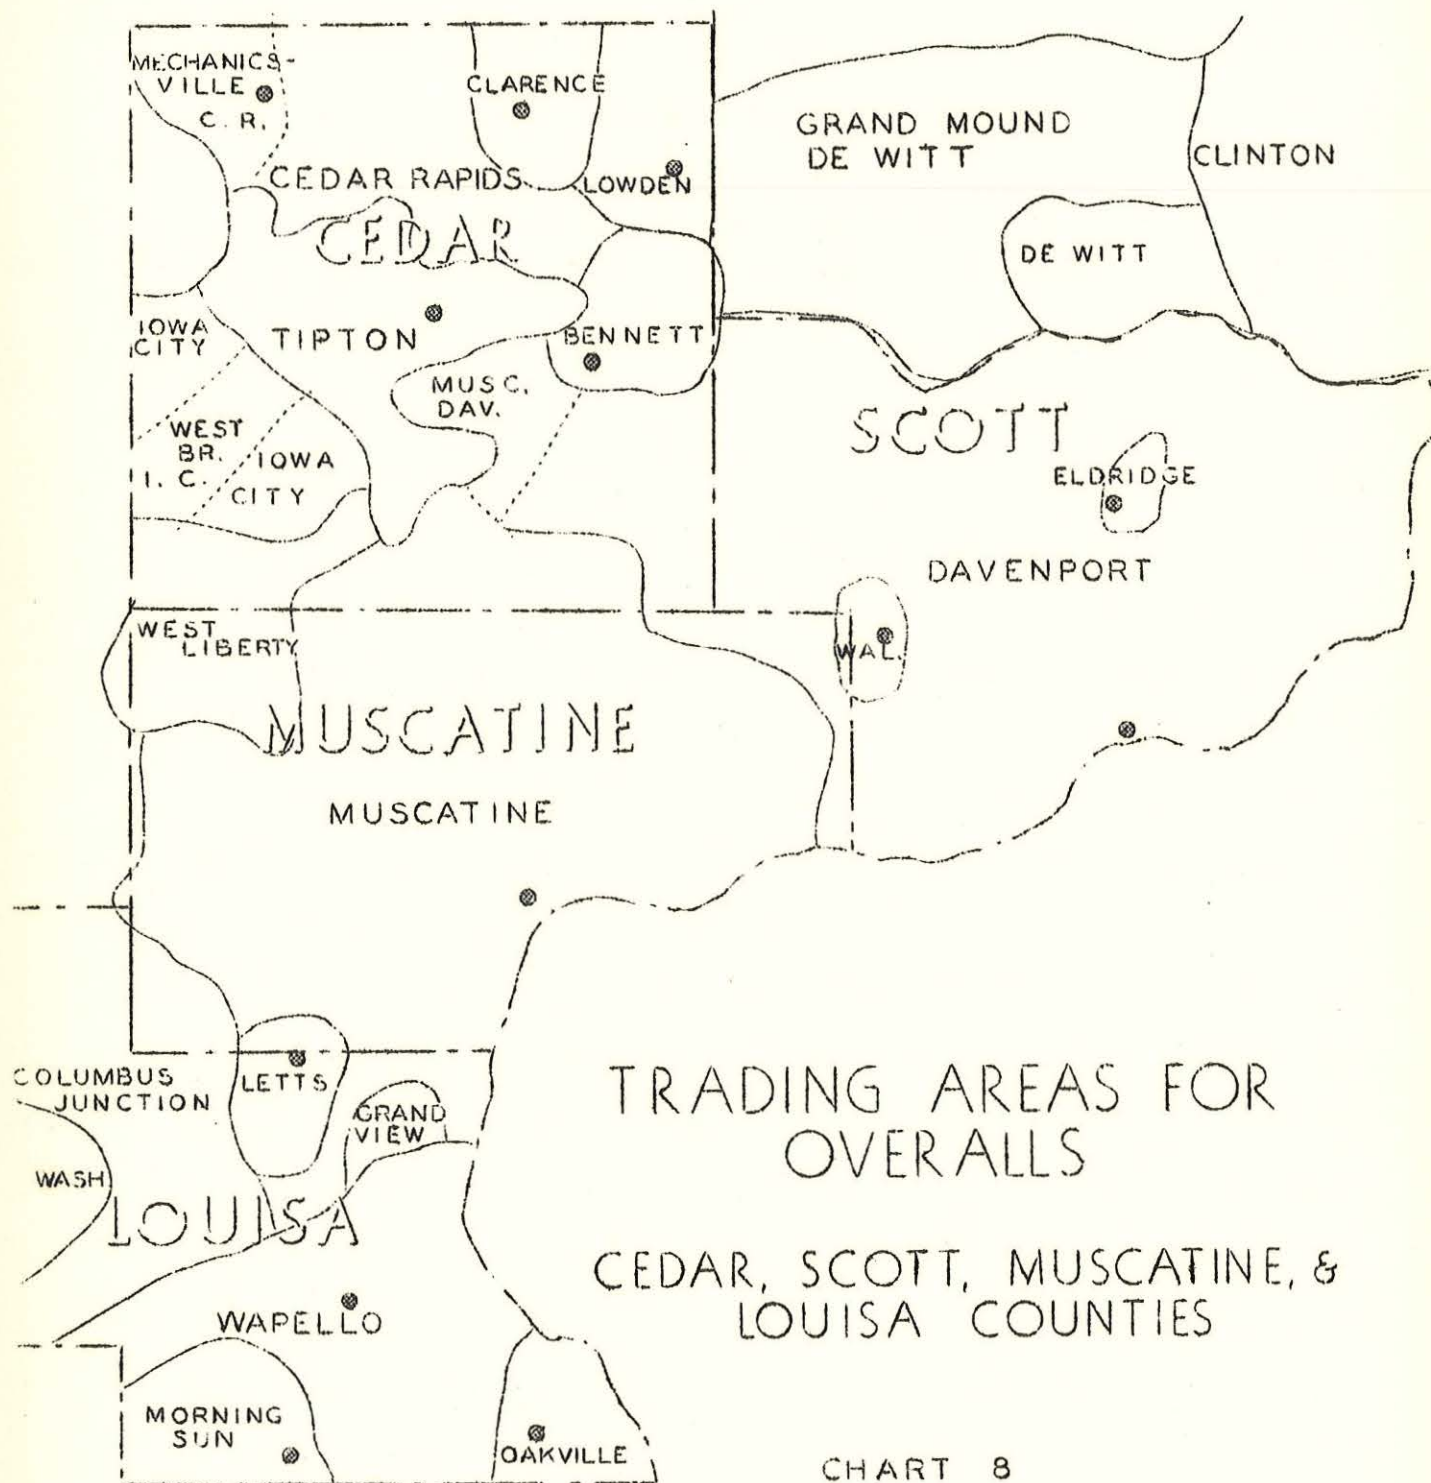 MECHANICS-
VILLE
C. R.
CLARENCE
CEDAR RAPIDS
LOWDEN
CEDAR
GRAND MOUND
DE WITT
CLINTON
DE WITT
IOWA
CITY
TIPTON
BENNETT
MUSC.
DAV.
WEST
BR.
I. C.
IOWA
CITY
SCOTT
ELDRIDGE
DAVENPORT
WEST
LIBERTY
WAL.
MUSCATINE
MUSCATINE
COLUMBUS
JUNCTION
LETTS
GRAND
VIEW
WASH
LOUISA
WAPELLO
MORNING
SUN
OAKVILLE
TRADING AREAS FOR
OVERALLS
CEDAR, SCOTT, MUSCATINE, &
LOUISA COUNTIES
CHART 8